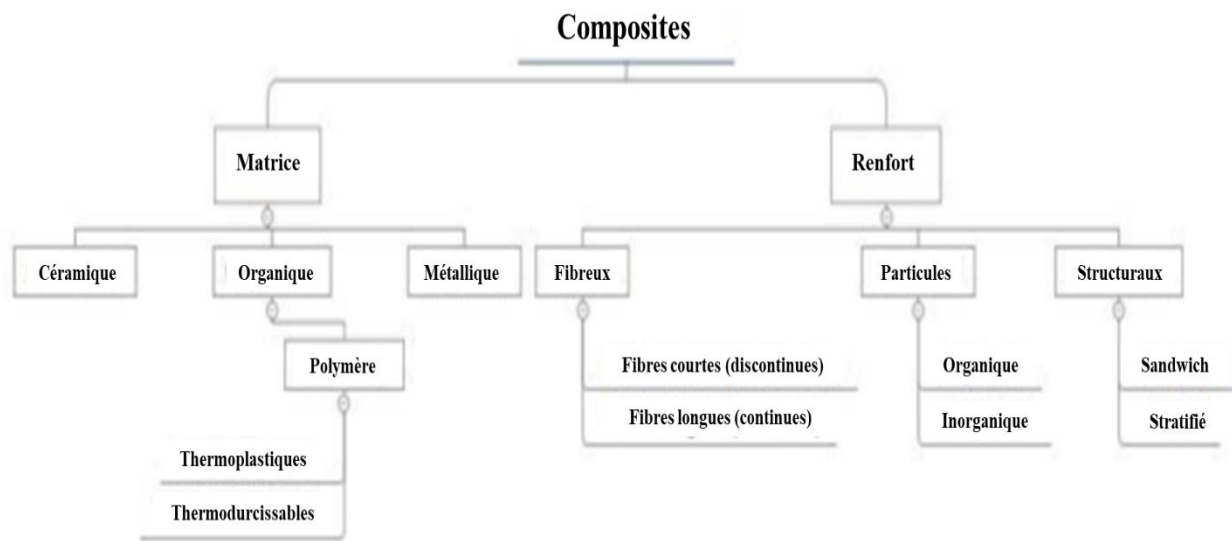 Composites
Matrice
Renfort
Céramique
Organique
Métallique
Fibreux
Particules
Structuraux
Polymère
Fibres courtes (discontinues)
Organique
Sandwich
Fibres longues (continues)
Inorganique
Stratifié
Thermoplastiques
Thermodurcissables